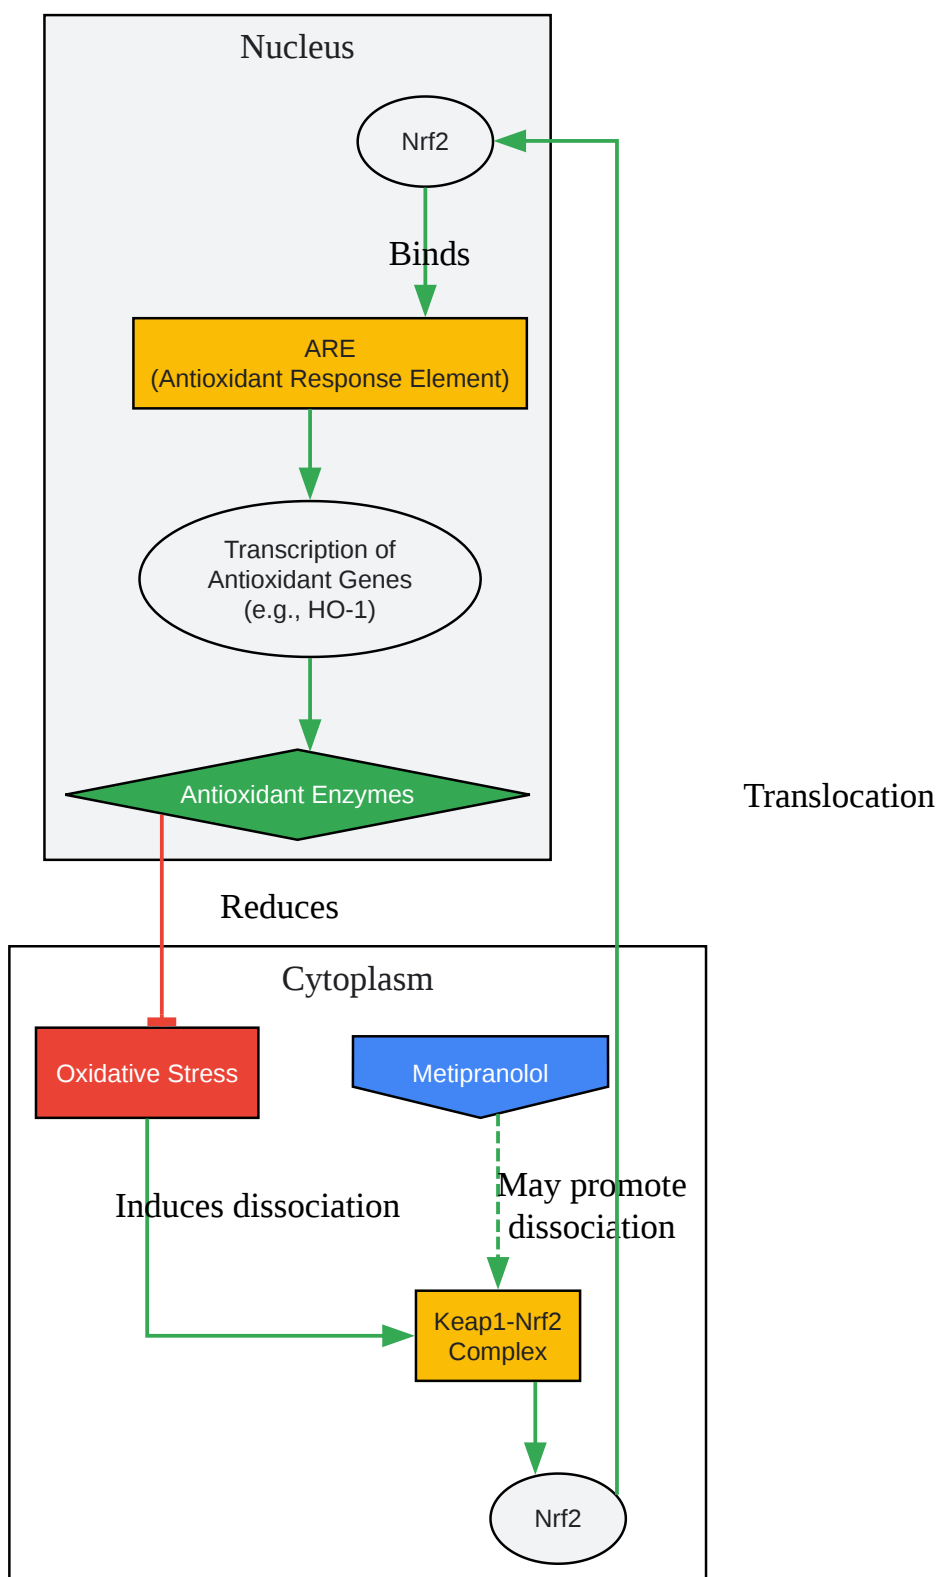 Nucleus
Nrf2
Binds
ARE
(Antioxidant Response Element)
Transcription of
Antioxidant Genes
(e.g., HO-1)
Antioxidant Enzymes
Translocation
Reduces
Cytoplasm
Oxidative Stress
Metipranolol
Induces dissociation
May promote
dissociation
Keap1-Nrf2
Complex
Nrf2